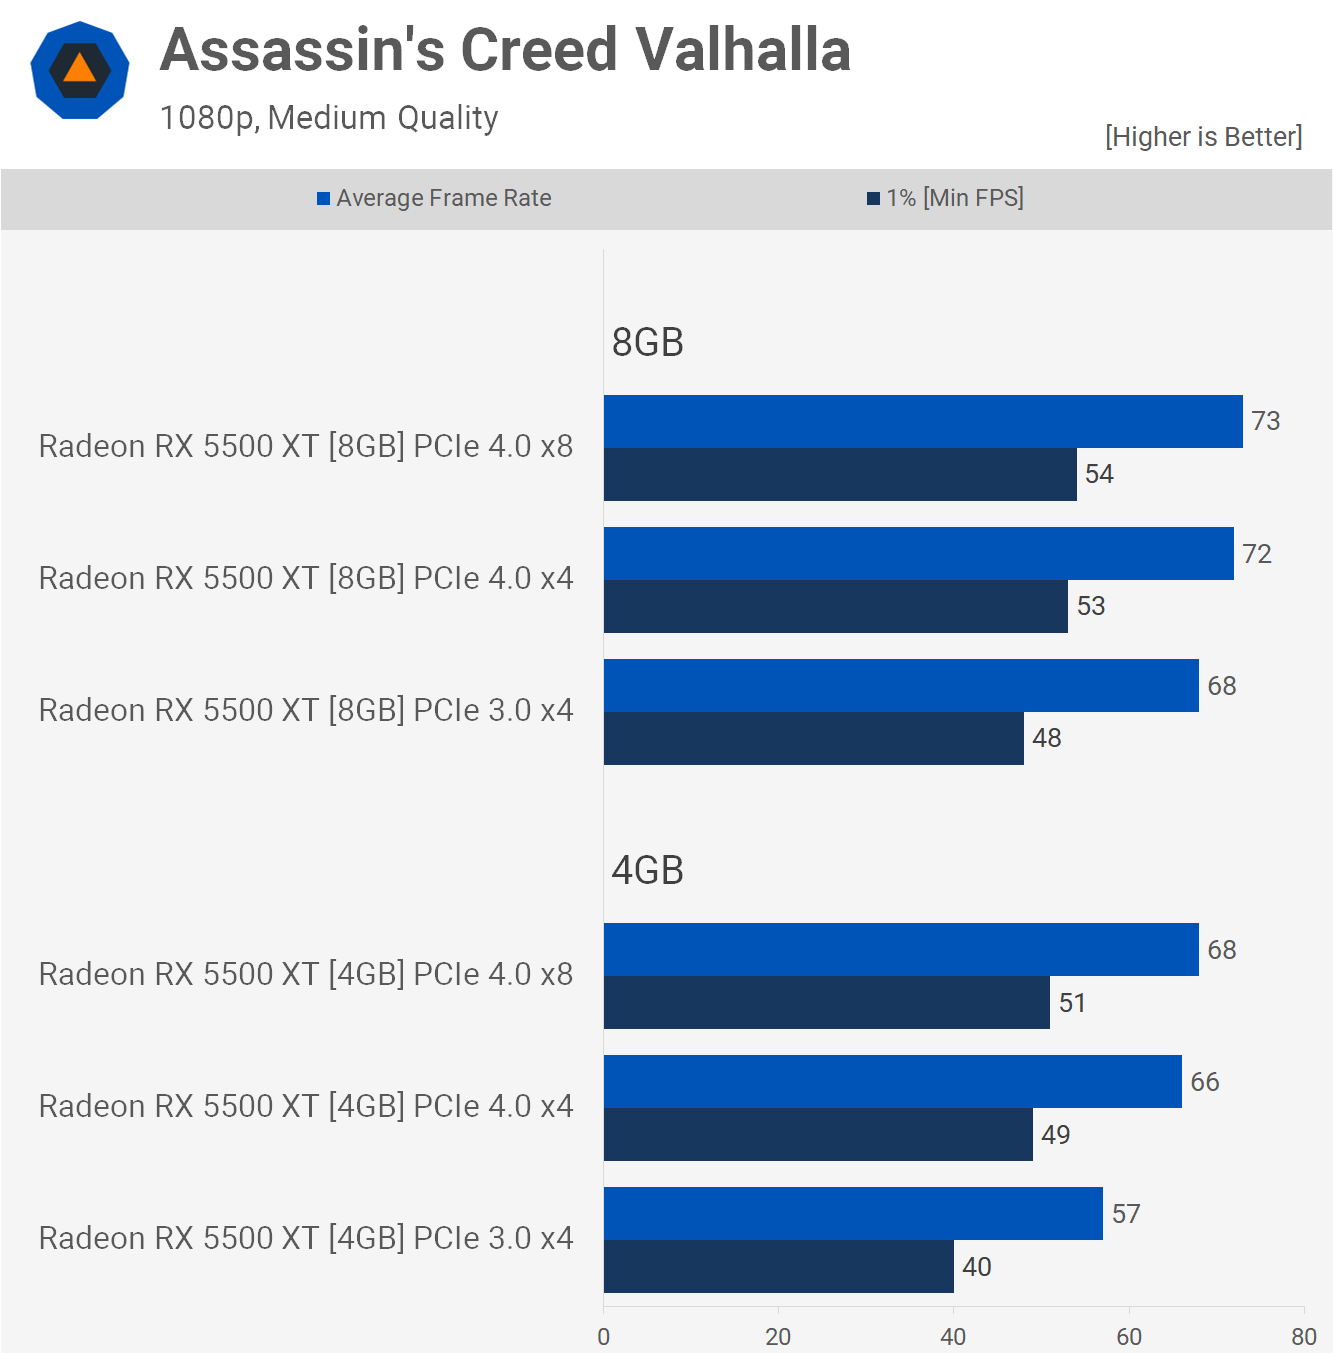 Assassin's Creed Valhalla
1080p, Medium Quality
[Higher is Better]
Average Frame Rate
1% [Min FPS]
8GB
Radeon RX 5500 XT [8GB] PCIe 4.0 x8
73
54
Radeon RX 5500 XT [8GB] PCIe 4.0 x4
72
53
Radeon RX 5500 XT [8GB] PCIe 3.0 x4
68
48
4GB
Radeon RX 5500 XT [4GB] PCIe 4.0 x8
68
51
Radeon RX 5500 XT [4GB] PCIe 4.0 x4
66
49
Radeon RX 5500 XT [4GB] PCIe 3.0 x4
57
40
0 20 40 60 80